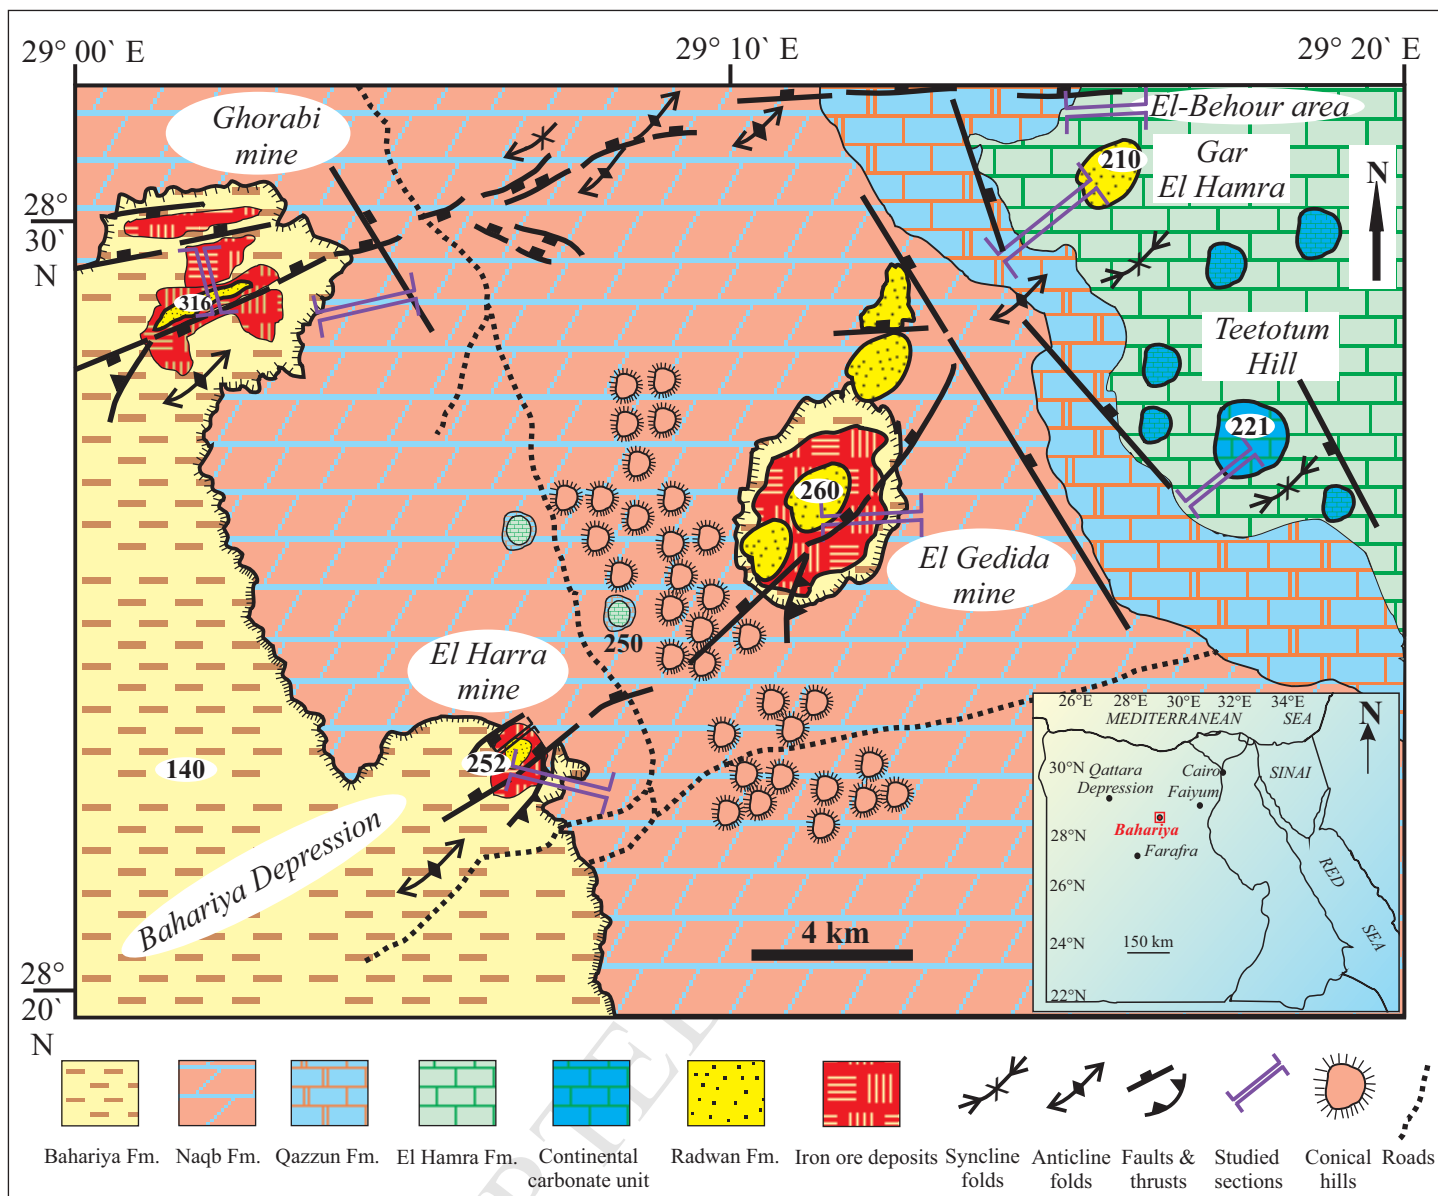 29° 00` E
29° 10` E
29° 20` E
Ghorabi
mine
El-Behour area
210
Gar
El Hamra
N
28°
30`
N
316
Teetotum
Hill
221
260
El Gedida
mine
250
El Harra
mine
252
140
Bahariya Depression
4 km
28°
20`
N
26°E
28°E
30°E
32°E
34°E
MEDITERRANEAN
SEA
N
30°N
Qattara
Depression
Cairo
SINAI
Faiyum
28°N
Bahariya
Farafra
26°N
RED
SEA
24°N
150 km
22°N
PTEL
Bahariya Fm.
Naqb Fm.
Qazzun Fm.
El Hamra Fm.
Continental
carbonate unit
Radwan Fm.
Iron ore deposits
Syncline
folds
Anticline
folds
Faults &
thrusts
Studied
sections
Conical
hills
Roads